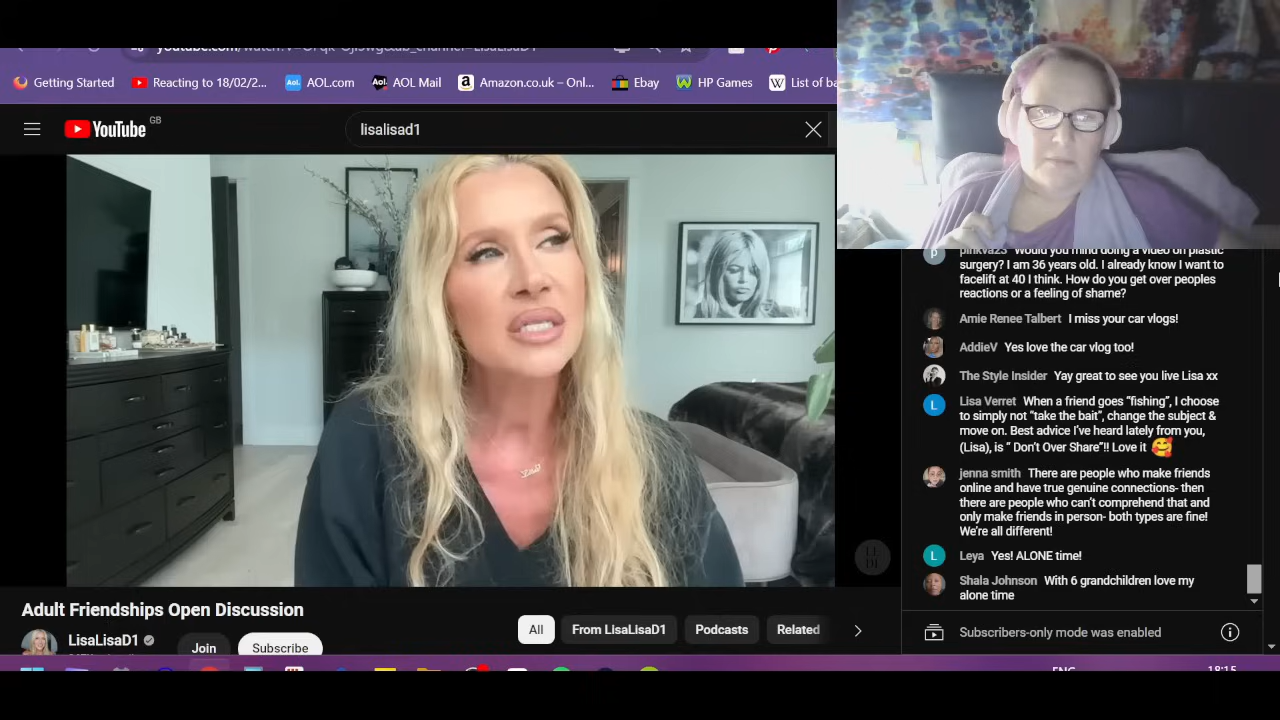 Getting Started
Reacting to 18/02/2...
Aol. AOL.com
Aol. AOL Mail
a Amazon.co.uk – Onl...
Ebay
HP Games
W List of ba
YouTube GB
lisalisad1
LISA
pinkva23 Would you mind doing a video on plastic
surgery? I am 36 years old. I already know I want to
facelift at 40 I think. How do you get over peoples
reactions or a feeling of shame?
Amie Renee Talbert I miss your car vlogs!
AddieV Yes love the car vlog too!
The Style Insider Yay great to see you live Lisa xx
L Lisa Verret When a friend goes “fishing”, I choose
to simply not “take the bait”, change the subject &
move on. Best advice I’ve heard lately from you,
(Lisa), is “ Don’t Over Share”!! Love it 🥰
jenna smith There are people who make friends
online and have true genuine connections- then
there are people who can’t comprehend that and
only make friends in person- both types are fine!
We’re all different!
L Leya Yes! ALONE time!
Shala Johnson With 6 grandchildren love my
alone time
Subscribers-only mode was enabled
Adult Friendships Open Discussion
LisaLisaD1
Join
Subscribe
All
From LisaLisaD1
Podcasts
Related
ENG
18:15